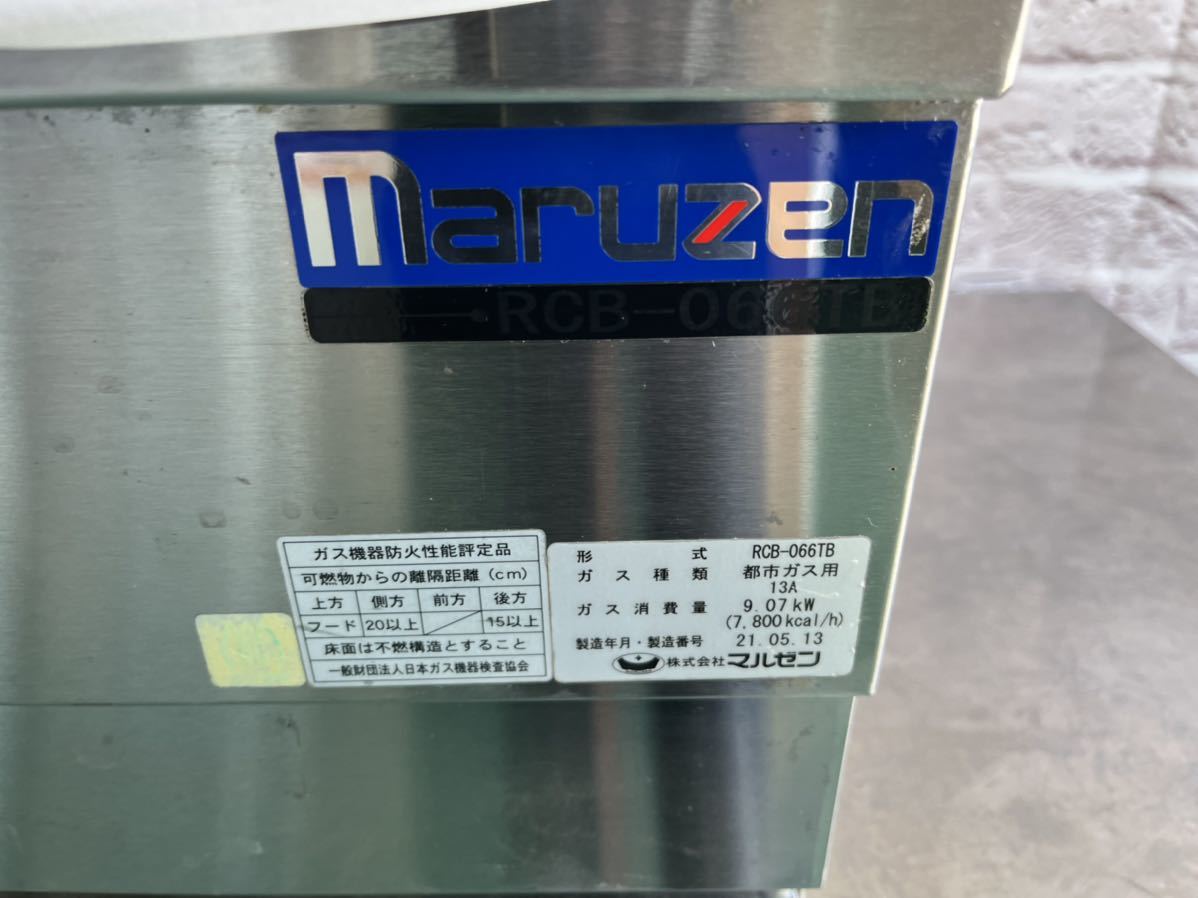 maruzen
RCB-066TB
ガス機器防火性能評定品
可燃物からの離隔距離(cm)
上方 側方 前方 後方
フード 20以上 15以上
床面は不燃構造とすること
一般財団法人日本ガス機器検査協会
形式 RCB-066TB
ガス種類 都市ガス用
13A
ガス消費量 9.07kW
(7,800kcal/h)
製造年月・製造番号 21.05.13
株式会社マルゼン